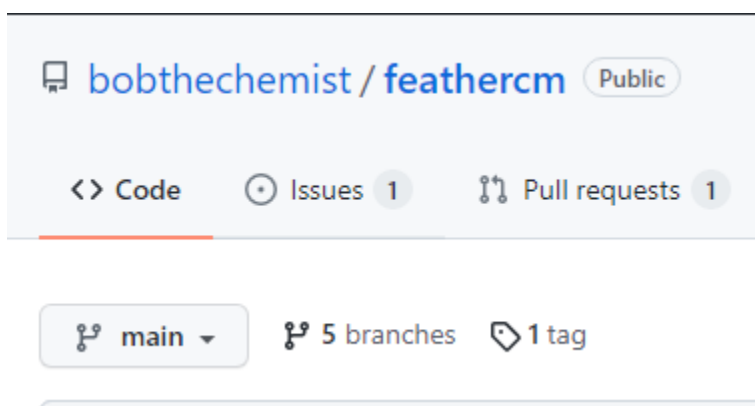 bobthechemist / feathercm Public
<> Code Issues 1 Pull requests 1
main 5 branches 1 tag